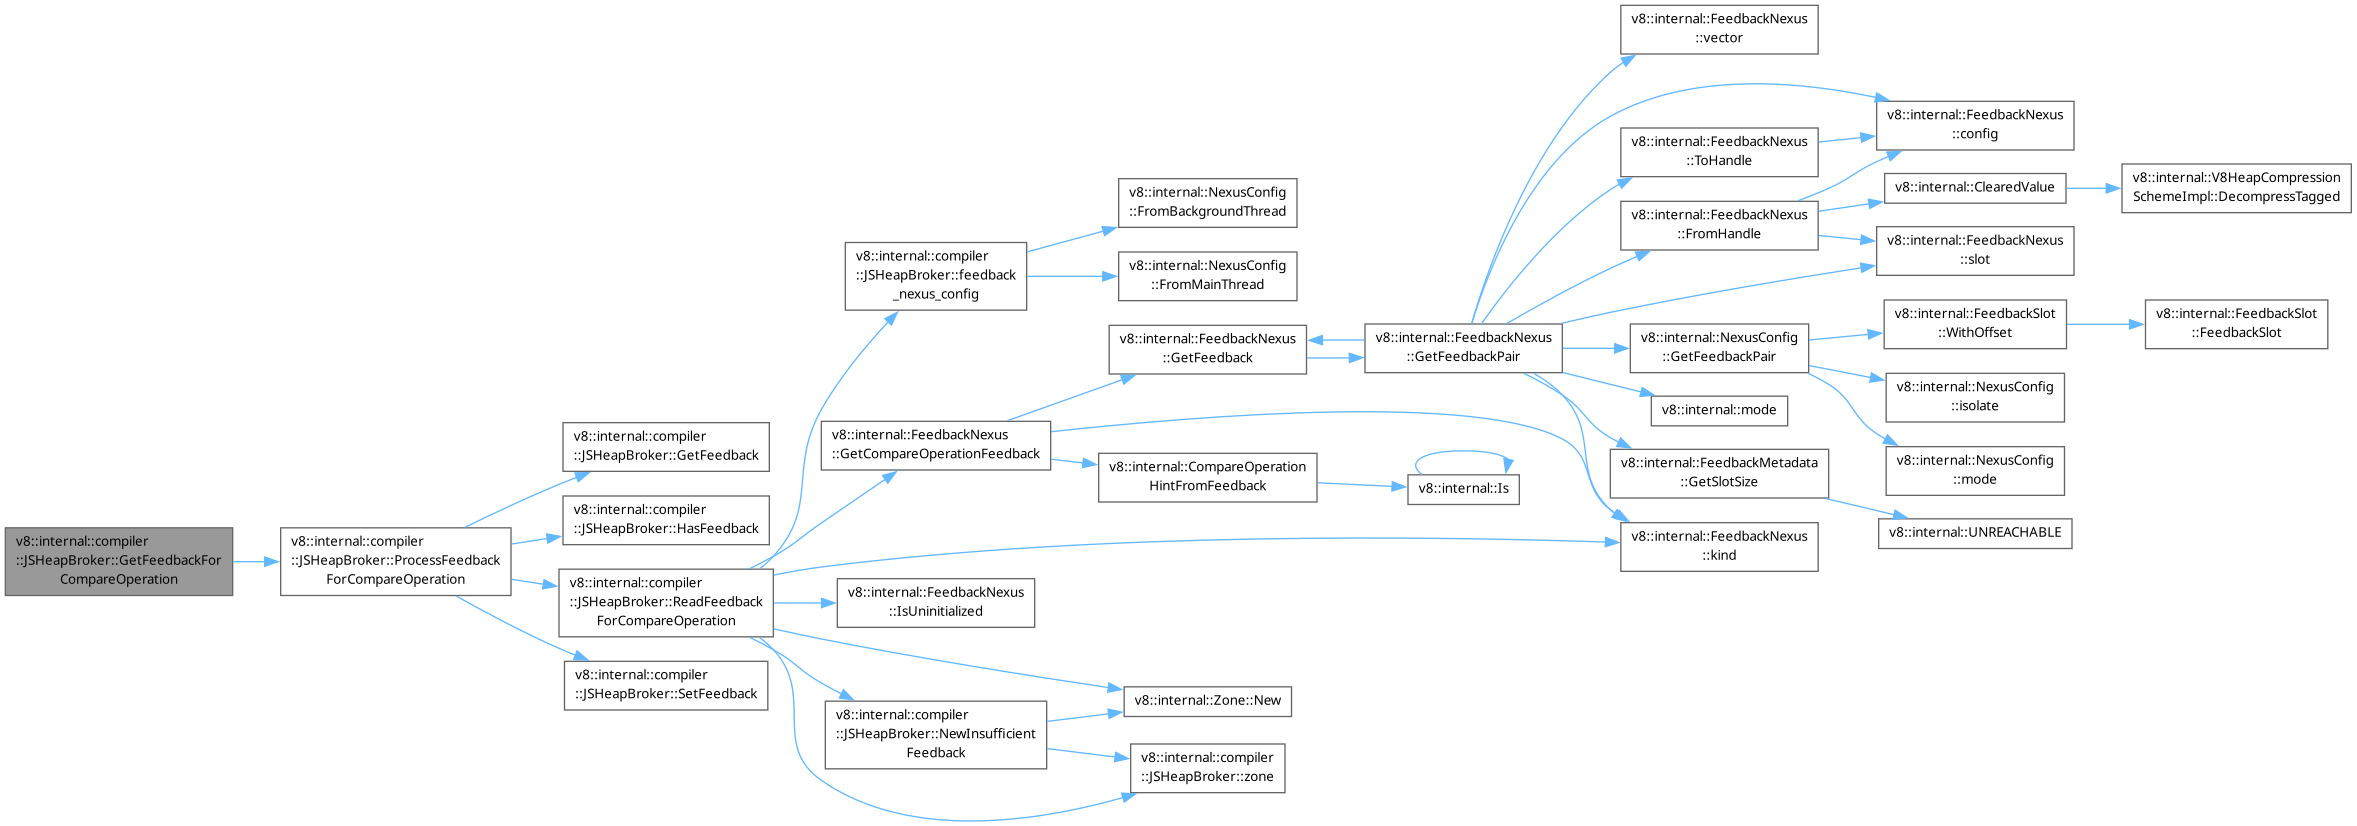 v8::internal::compiler
::JSHeapBroker::GetFeedbackFor
CompareOperation
v8::internal::compiler
::JSHeapBroker::ProcessFeedback
ForCompareOperation
v8::internal::compiler
::JSHeapBroker::GetFeedback
v8::internal::compiler
::JSHeapBroker::HasFeedback
v8::internal::compiler
::JSHeapBroker::ReadFeedback
ForCompareOperation
v8::internal::compiler
::JSHeapBroker::SetFeedback
v8::internal::compiler
::JSHeapBroker::feedback
_nexus_config
v8::internal::FeedbackNexus
::GetCompareOperationFeedback
v8::internal::FeedbackNexus
::IsUninitialized
v8::internal::compiler
::JSHeapBroker::NewInsufficient
Feedback
v8::internal::NexusConfig
::FromBackgroundThread
v8::internal::NexusConfig
::FromMainThread
v8::internal::FeedbackNexus
::GetFeedback
v8::internal::CompareOperation
HintFromFeedback
v8::internal::Zone::New
v8::internal::compiler
::JSHeapBroker::zone
v8::internal::FeedbackNexus
::GetFeedbackPair
v8::internal::Is
v8::internal::FeedbackNexus
::vector
v8::internal::FeedbackNexus
::ToHandle
v8::internal::FeedbackNexus
::FromHandle
v8::internal::NexusConfig
::GetFeedbackPair
v8::internal::mode
v8::internal::FeedbackMetadata
::GetSlotSize
v8::internal::FeedbackNexus
::kind
v8::internal::FeedbackNexus
::config
v8::internal::ClearedValue
v8::internal::FeedbackNexus
::slot
v8::internal::FeedbackSlot
::WithOffset
v8::internal::NexusConfig
::isolate
v8::internal::NexusConfig
::mode
v8::internal::UNREACHABLE
v8::internal::V8HeapCompression
SchemeImpl::DecompressTagged
v8::internal::FeedbackSlot
::FeedbackSlot